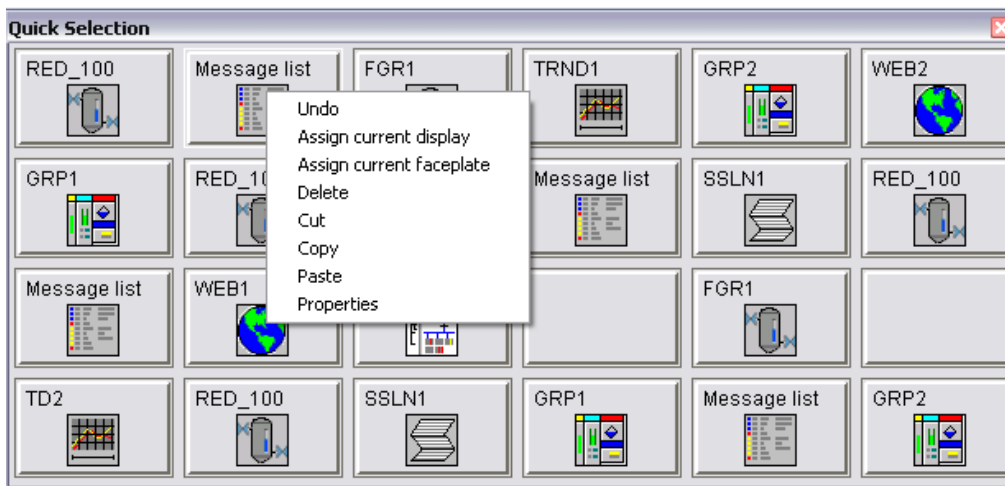 Quick Selection
RED_100 Message list FGR1 TRND1 GRP2 WEB2
Undo
Assign current display
Assign current faceplate
Delete
Cut
Copy
Paste
Properties
GRP1 Message list SSLN1 RED_100
Message list WEB1 FGR1
TD2 RED_100 SSLN1 GRP1 Message list GRP2